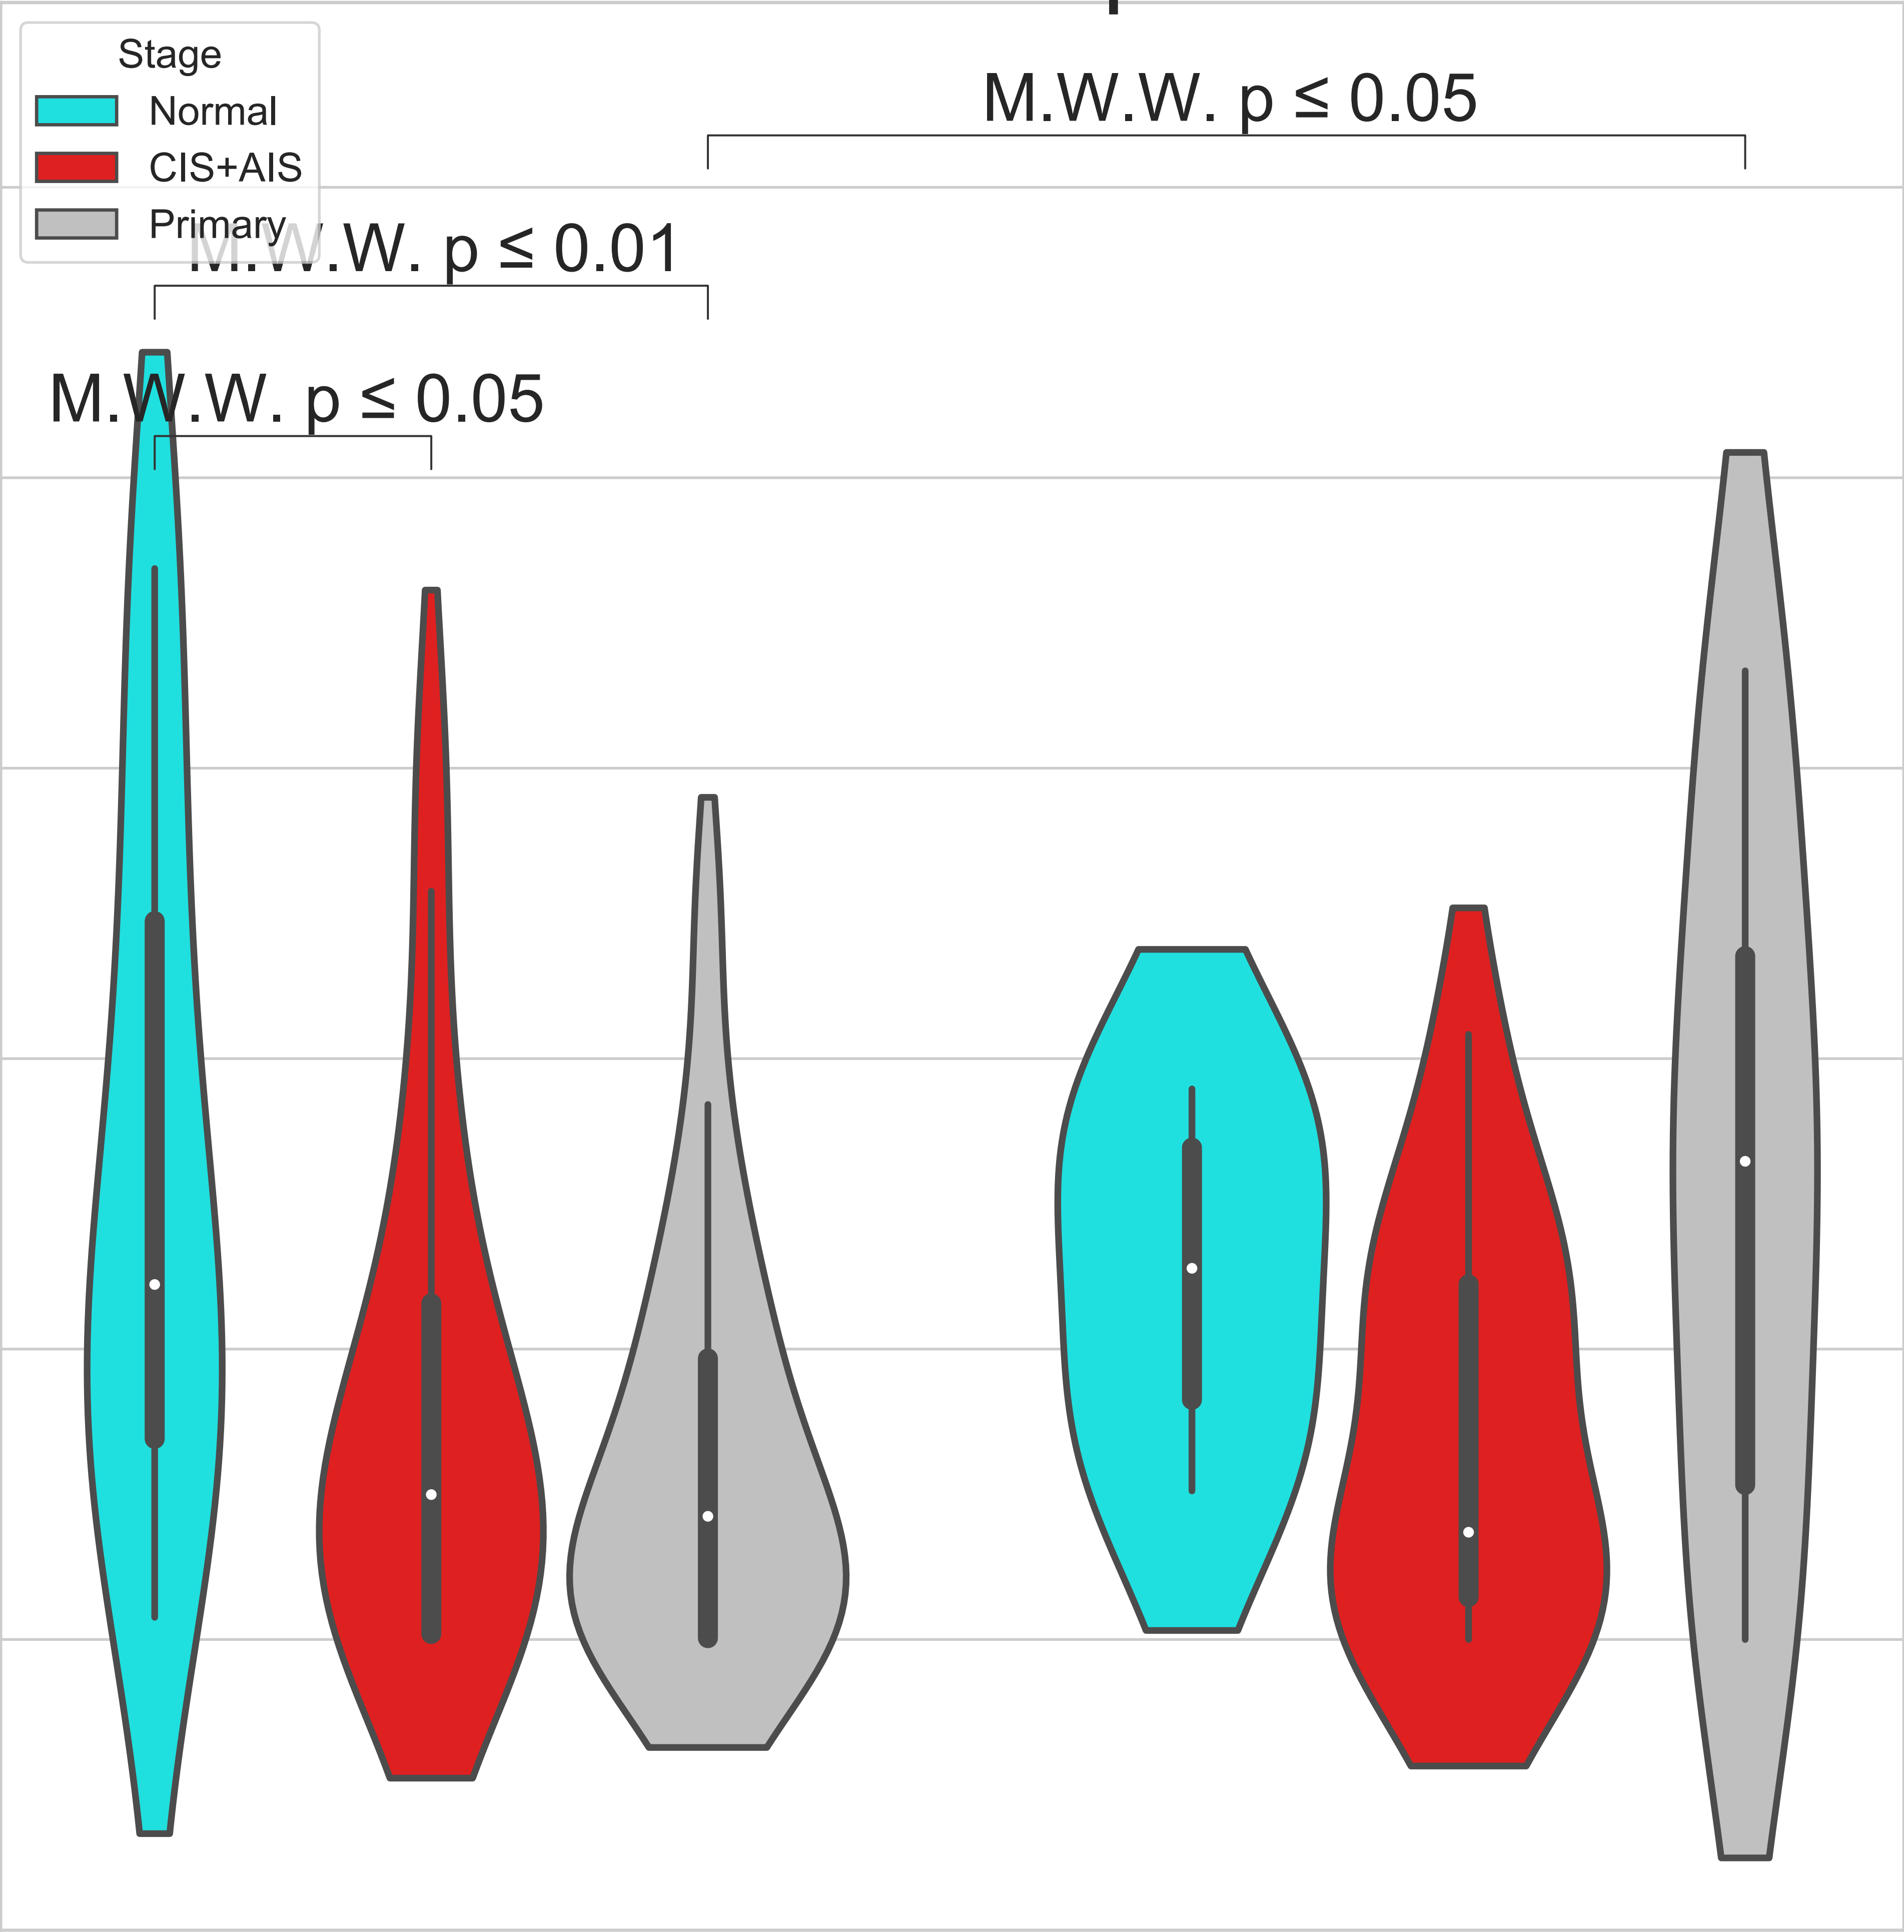 Stage
Normal
CIS+AIS
Primary
M.W.W. p ≤ 0.05
M.W.W. p ≤ 0.01
M.W.W. p ≤ 0.05